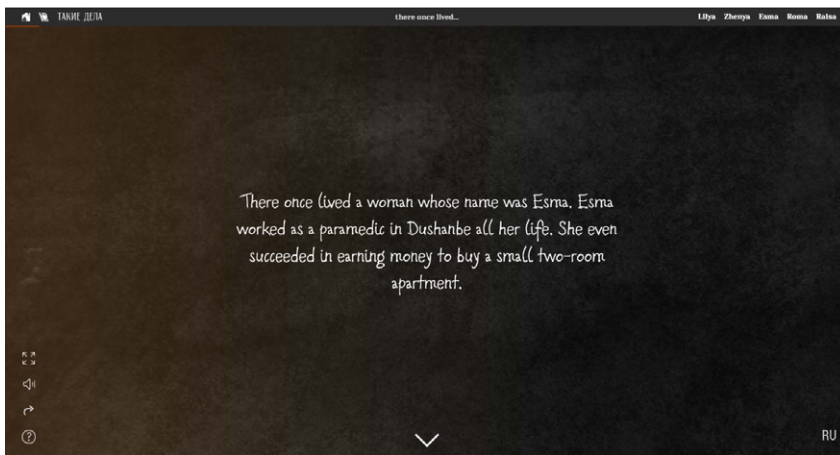 ТАКИЕ ДЕЛА
there once lived...
Lilya Zhenya Esma Roma Raisa
There once lived a woman whose name was Esma. Esma
worked as a paramedic in Dushanbe all her life. She even
succeeded in earning money to buy a small two-room
apartment.
?
RU